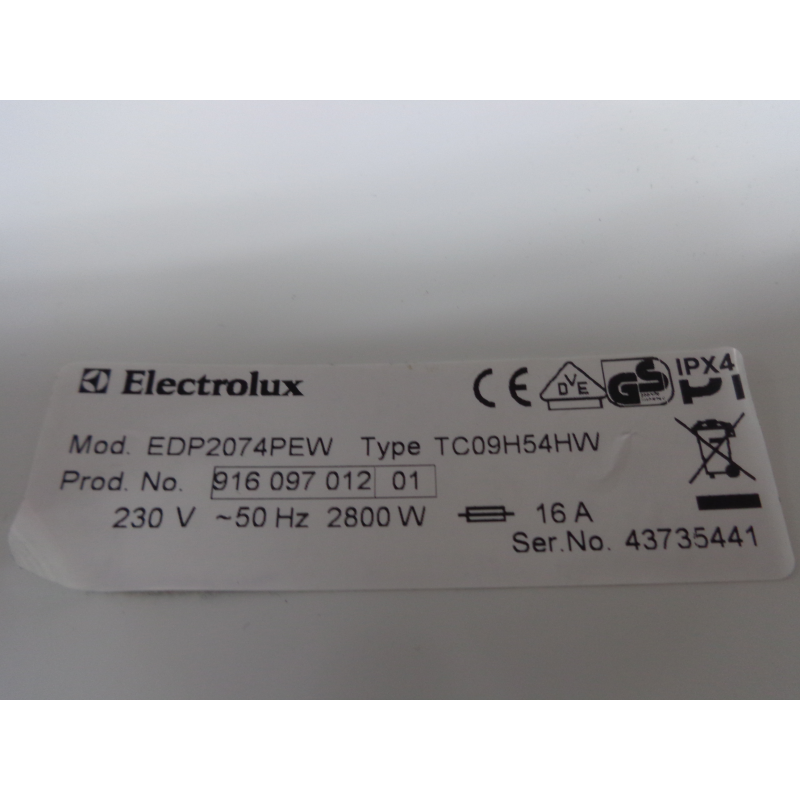 Electrolux CE DVE GS IPX4
Mod. EDP2074PEW Type TC09H54HW
Prod. No. 916 097 012 01
230 V ~50 Hz 2800 W 16 A
Ser.No. 43735441